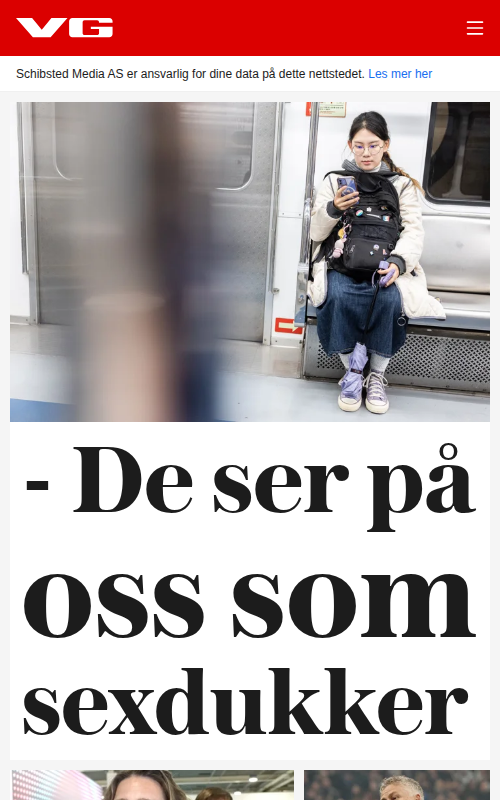 VG
Schibsted Media AS er ansvarlig for dine data på dette nettstedet. Les mer her
- De ser på
oss som
sexdukker